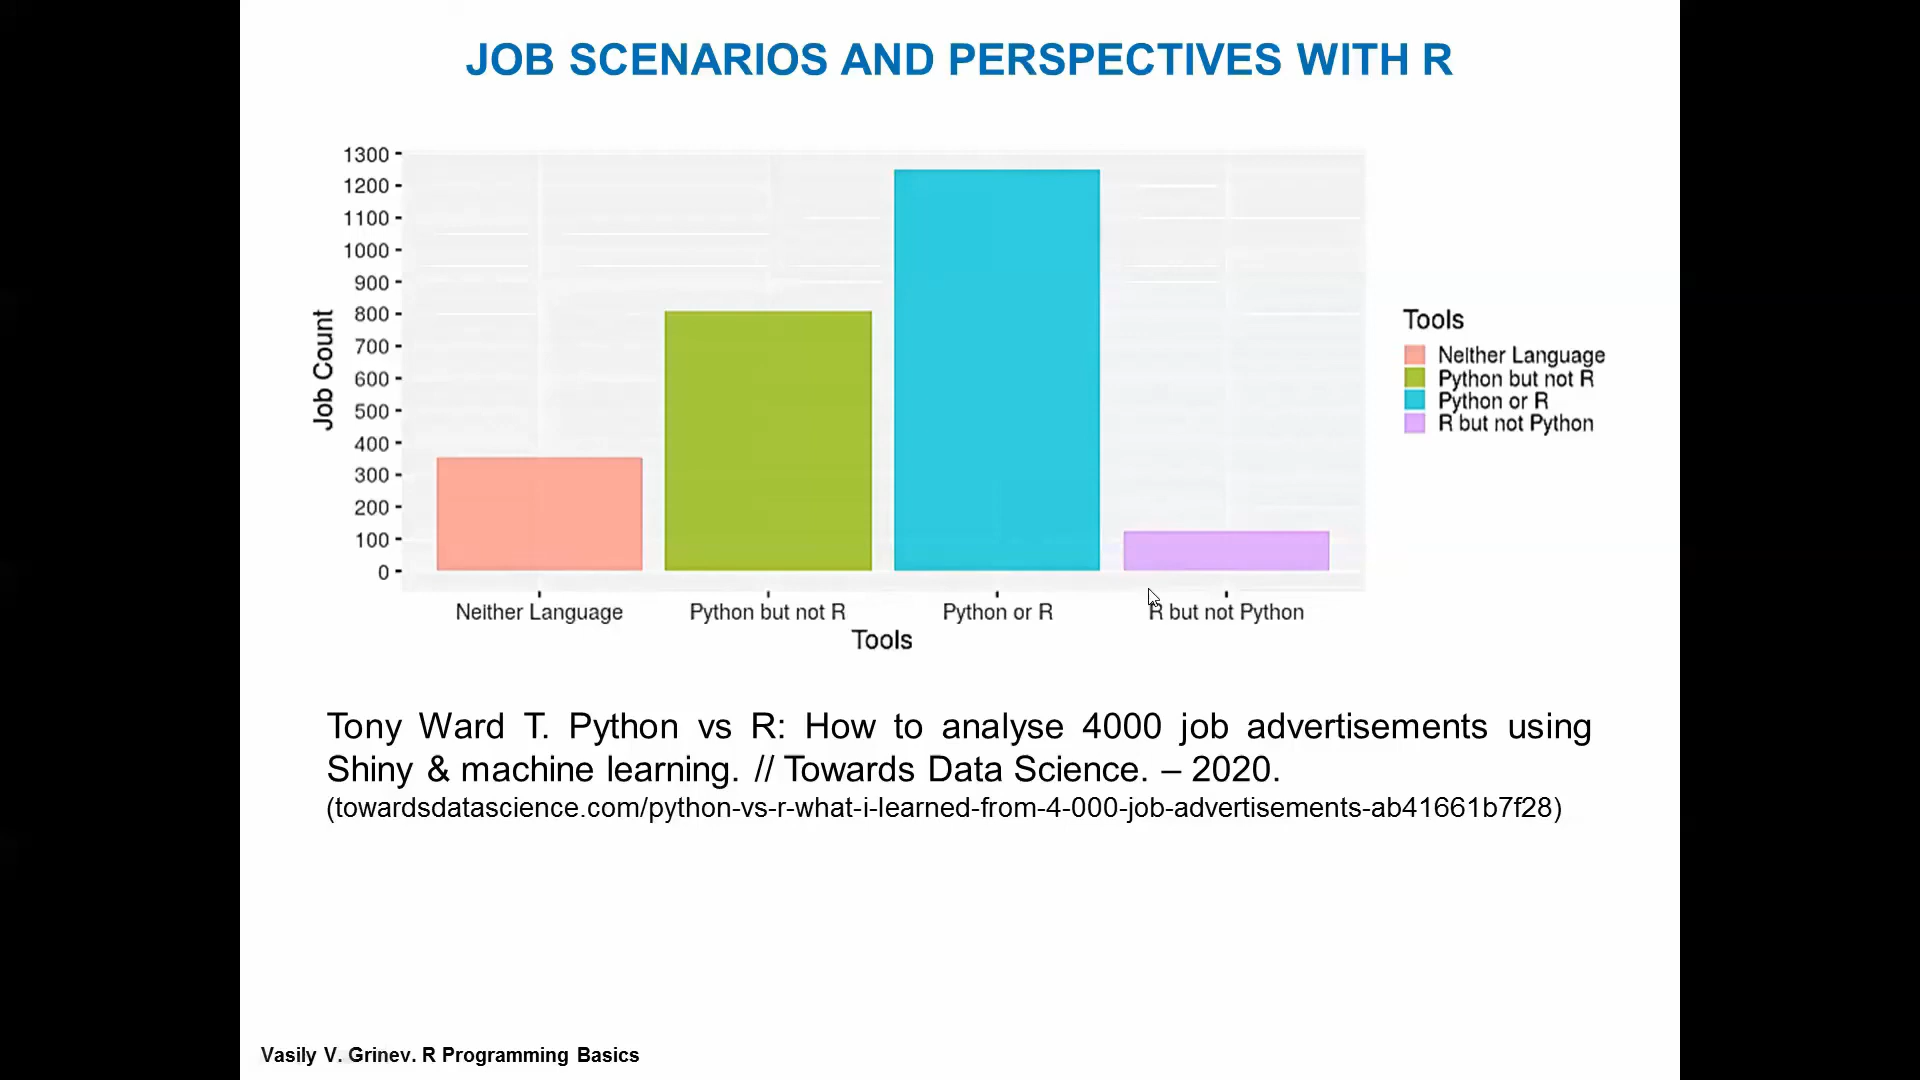 JOB SCENARIOS AND PERSPECTIVES WITH R
1300
1200
1100
1000
900
800
700
600
500
400
300
200
100
0
Job Count
Neither Language
Python but not R
Python or R
R but not Python
Tools
Tools
Neither Language
Python but not R
Python or R
R but not Python
Tony Ward T. Python vs R: How to analyse 4000 job advertisements using
Shiny & machine learning. // Towards Data Science. – 2020.
(towardsdatascience.com/python-vs-r-what-i-learned-from-4-000-job-advertisements-ab41661b7f28)
Vasily V. Grinev. R Programming Basics